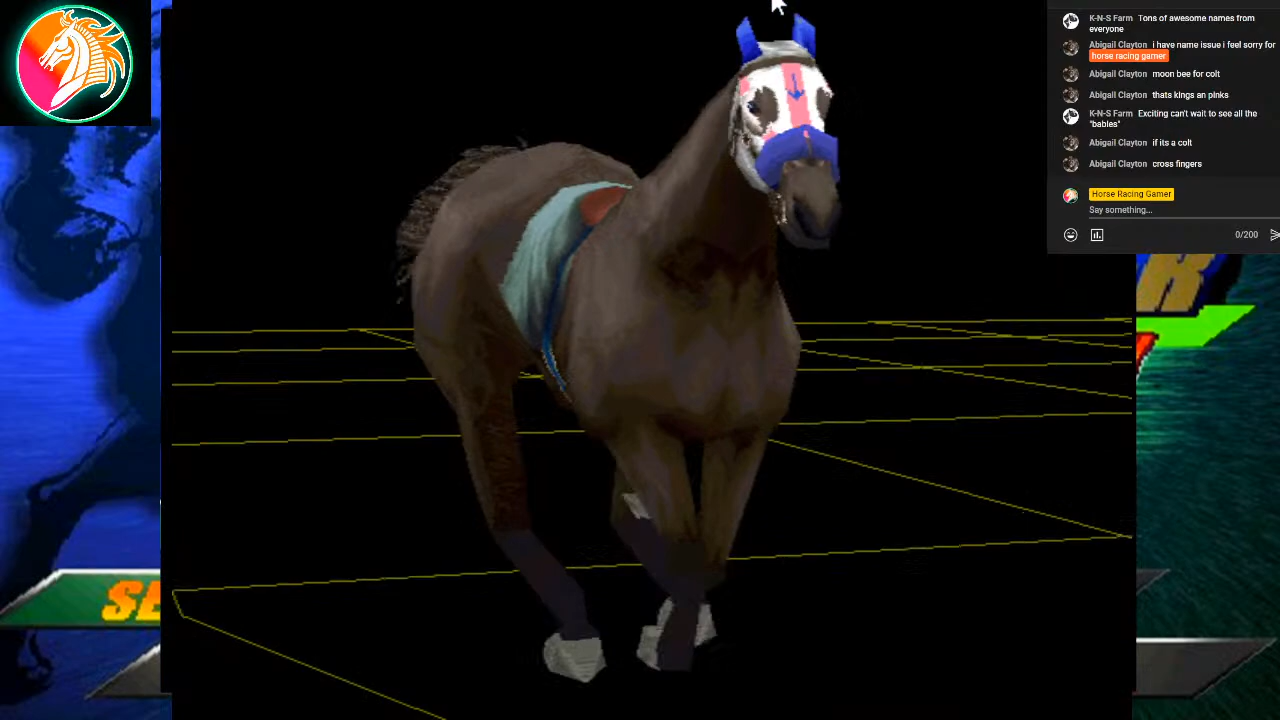 K-N-S Farm Tons of awesome names from
everyone
Abigail Clayton i have name issue i feel sorry for
horse racing gamer
Abigail Clayton moon bee for colt
Abigail Clayton thats kings an pinks
K-N-S Farm Exciting can't wait to see all the
"babies"
Abigail Clayton if its a colt
Abigail Clayton cross fingers
Horse Racing Gamer
Say something...
0/200
SE
R